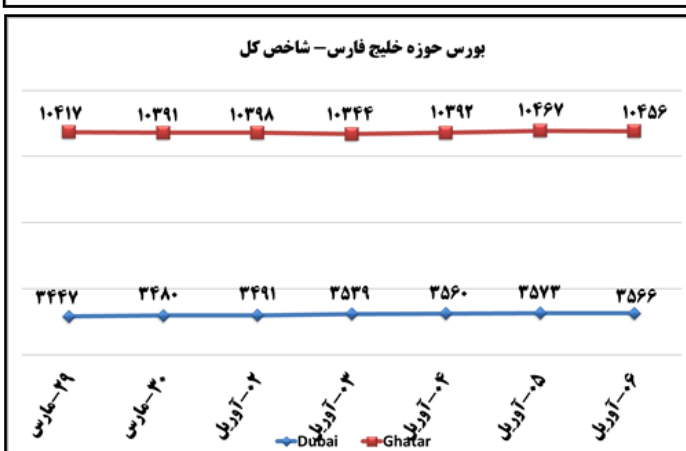 بورس حوزه خلیج فارس– شاخص کل
۱۰۴۱۷ ۱۰۳۹۱ ۱۰۳۹۸ ۱۰۳۴۴ ۱۰۳۹۲ ۱۰۴۶۷ ۱۰۴۵۶
۳۴۴۷ ۳۴۸۰ ۳۴۹۱ ۳۵۳۹ ۳۵۶۰ ۳۵۷۳ ۳۵۶۶
۲۹-مارس ۳۰-مارس ۰۲-آوریل ۰۳-آوریل ۰۴-آوریل ۰۵-آوریل ۰۶-آوریل
Dubai Ghatar